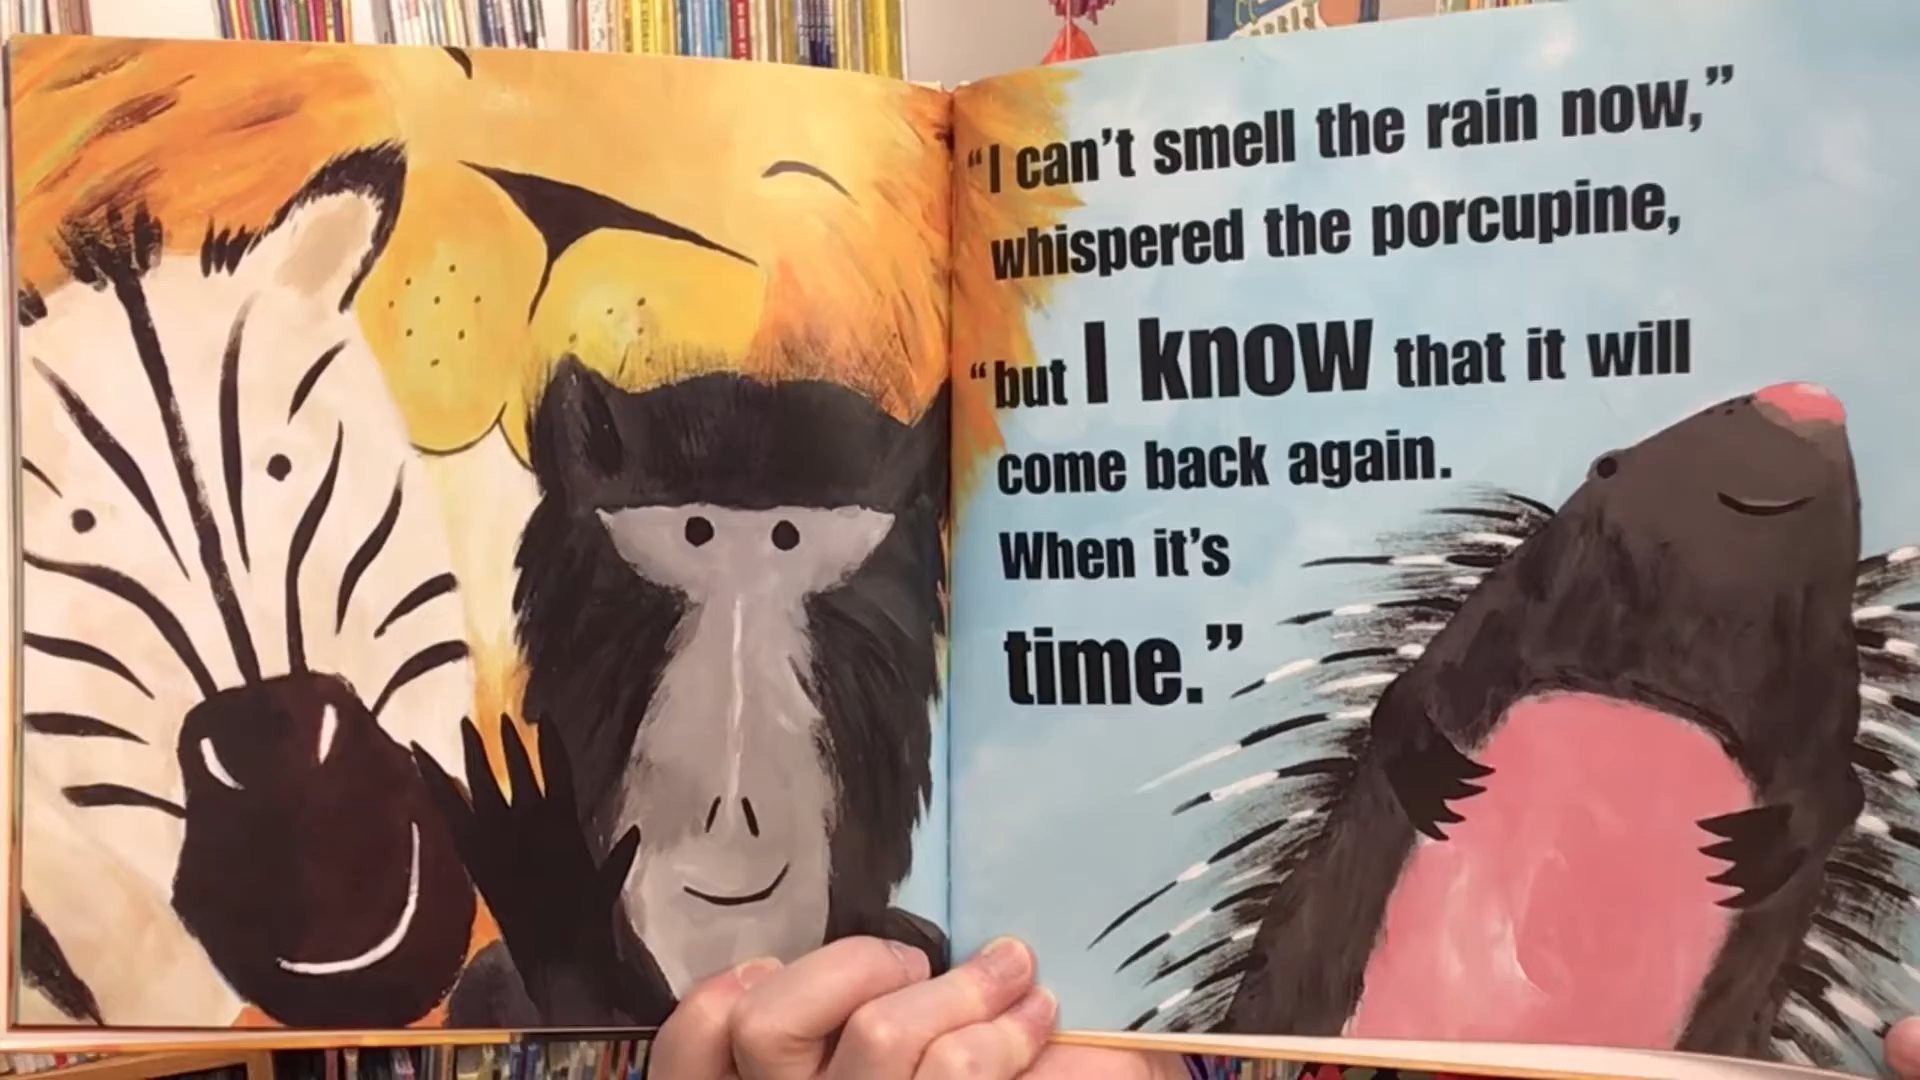 “I can’t smell the rain now,”
whispered the porcupine,
“but I know that it will
come back again.
When it’s
time.”